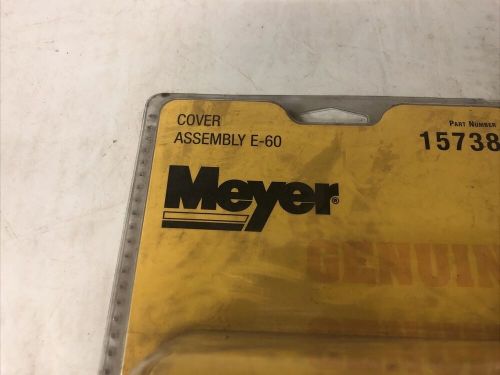 COVER
ASSEMBLY E-60
PART NUMBER
15738
Meyer®
GENUIN